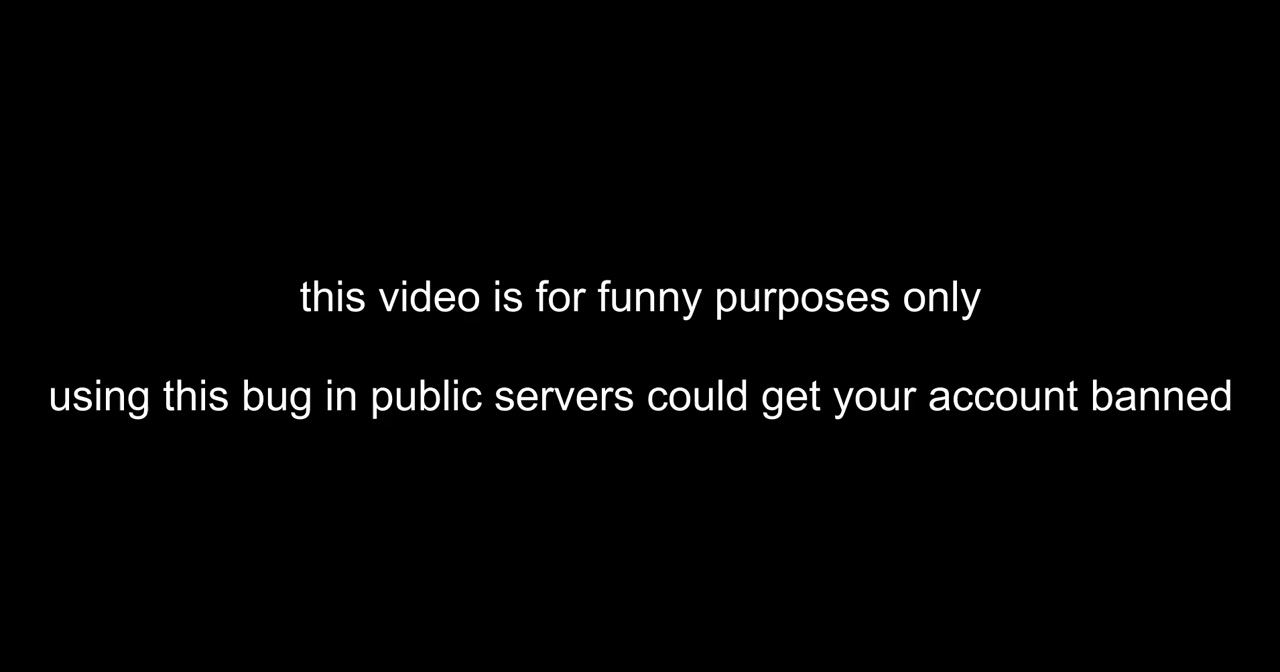 this video is for funny purposes only
using this bug in public servers could get your account banned